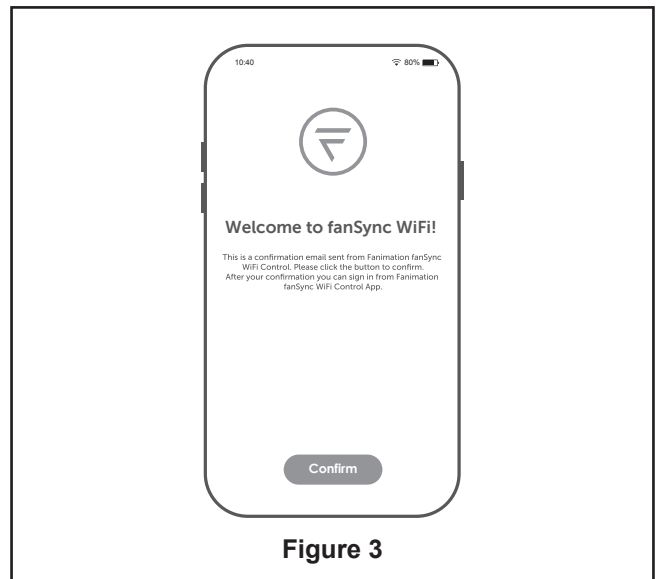 10:40 80%
Welcome to fanSync WiFi!
This is a confirmation email sent from Fanimation fanSync
WiFi Control. Please click the button to confirm.
After your confirmation you can sign in from Fanimation
fanSync WiFi Control App.
Confirm
Figure 3